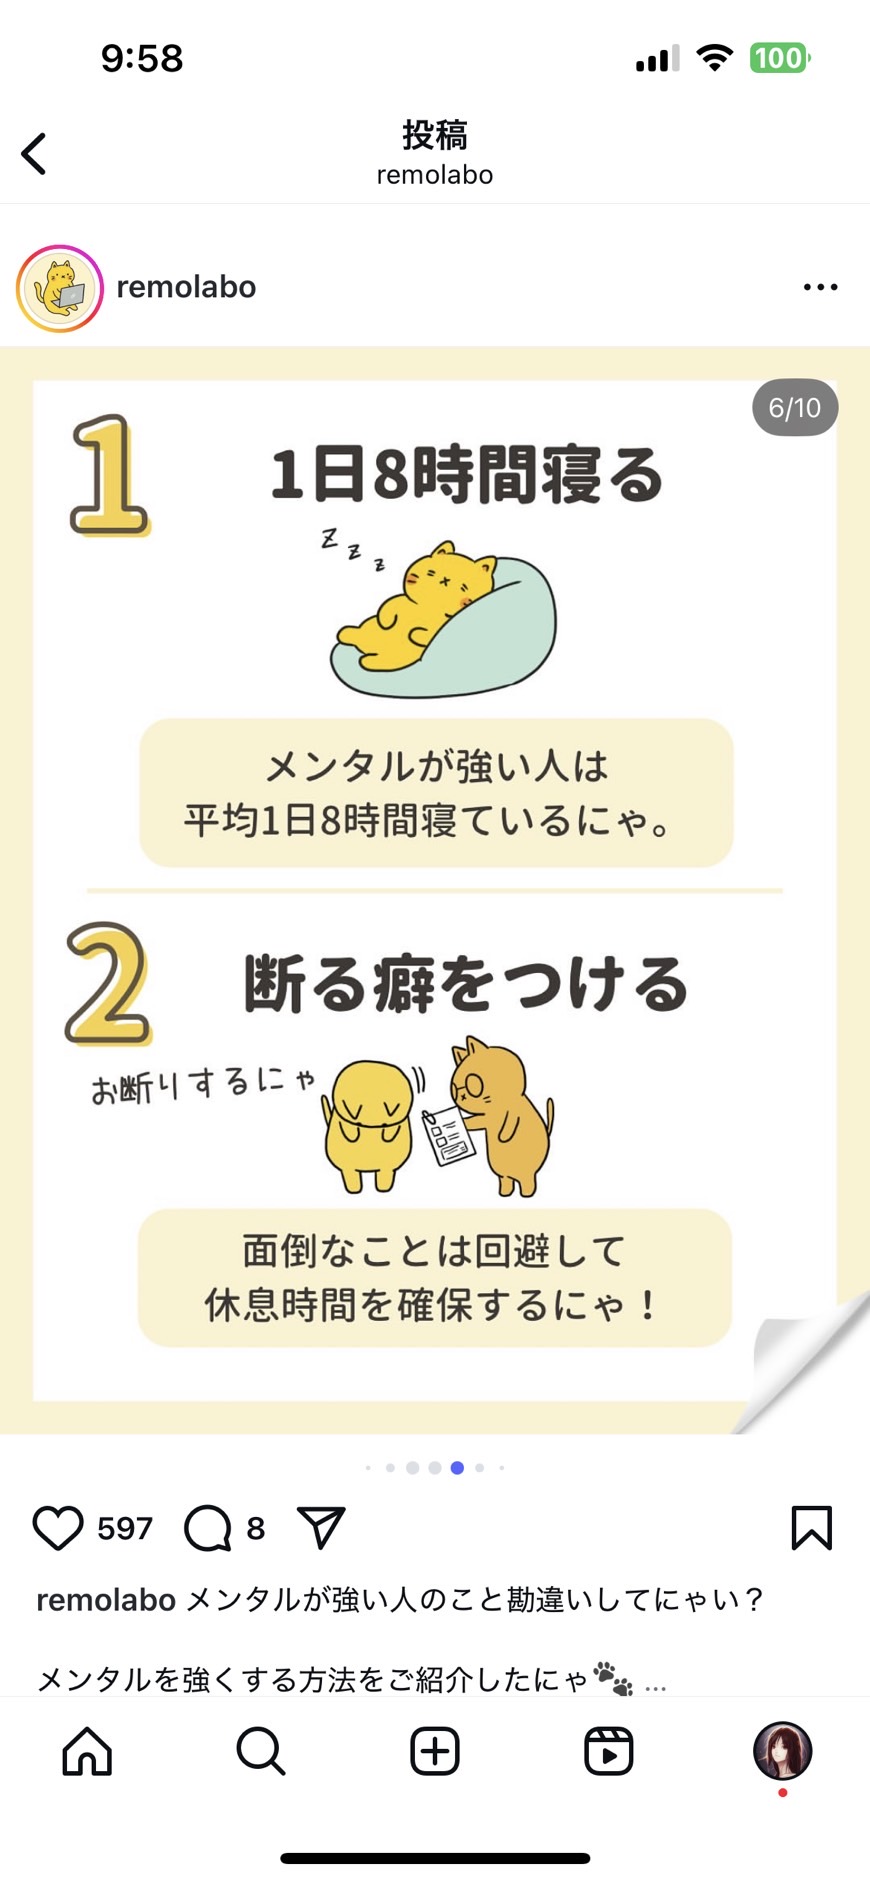 9:58
100
投稿
remolabo
remolabo
6/10
1
1日8時間寝る
z z z
メンタルが強い人は
平均1日8時間寝ているにゃ。
2
断る癖をつける
お断りするにゃ
面倒なことは回避して
休息時間を確保するにゃ！
597
8
remolabo メンタルが強い人のこと勘違いしてにゃい？
メンタルを強くする方法をご紹介したにゃ🐾 ...